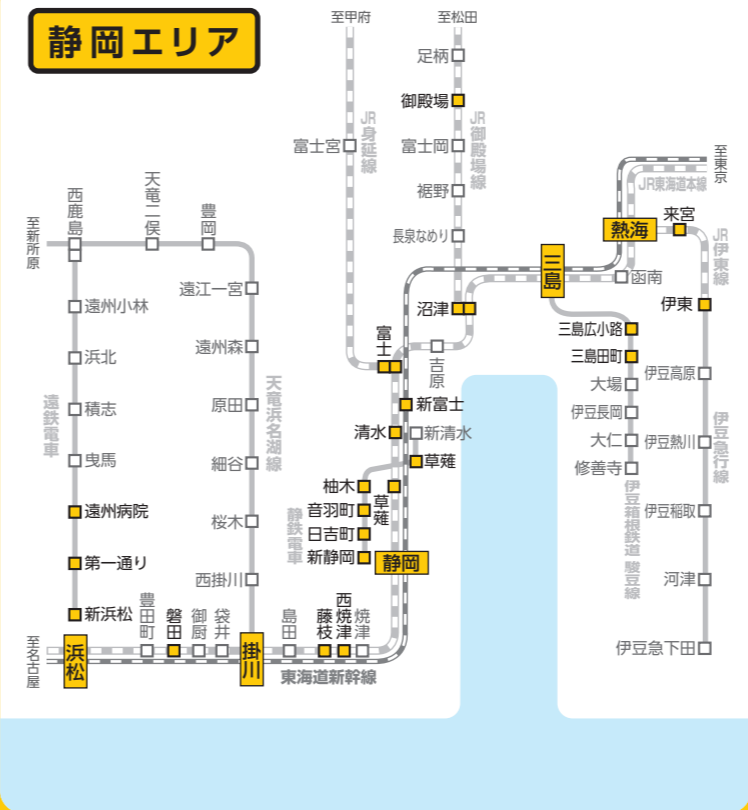 静岡エリア
至甲府
至松田
足柄
御殿場
JR身延線
JR御殿場線
富士宮
富士岡
裾野
長泉なめり
至東京
JR東海道本線
来宮
熱海
JR伊東線
三島
函南
伊東
沼津
三島広小路
三島田町
大場
伊豆長岡
大仁
修善寺
伊豆箱根鉄道 駿豆線
伊豆高原
伊豆熱川
伊豆急行線
伊豆稲取
河津
伊豆急下田
富士
吉原
新富士
清水
新清水
草薙
柚木
草薙
音羽町
日吉町
新静岡
静鉄電車
静岡
西鹿島
天竜二俣
豊岡
至新所原
遠江一宮
遠州小林
遠州森
浜北
原田
天竜浜名湖線
積志
遠鉄電車
曳馬
細谷
遠州病院
桜木
第一通り
西掛川
新浜松
豊田町
磐田
御厨
袋井
島田
藤枝
西焼津
焼津
至名古屋
浜松
掛川
東海道新幹線